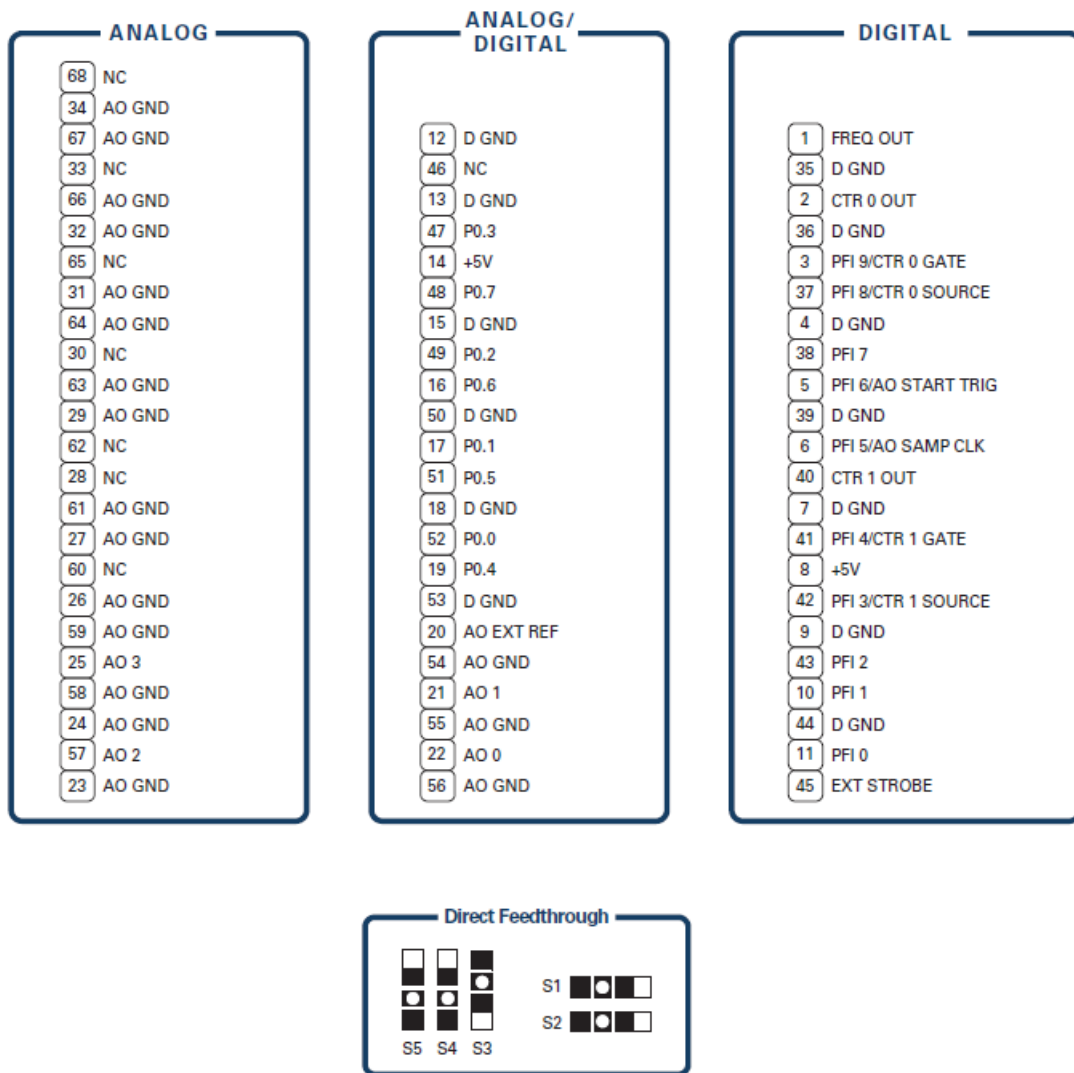 ANALOG
68 NC
34 AO GND
67 AO GND
33 NC
66 AO GND
32 AO GND
65 NC
31 AO GND
64 AO GND
30 NC
63 AO GND
29 AO GND
62 NC
28 NC
61 AO GND
27 AO GND
60 NC
26 AO GND
59 AO GND
25 AO 3
58 AO GND
24 AO GND
57 AO 2
23 AO GND
ANALOG/
DIGITAL
12 D GND
46 NC
13 D GND
47 P0.3
14 +5V
48 P0.7
15 D GND
49 P0.2
16 P0.6
50 D GND
17 P0.1
51 P0.5
18 D GND
52 P0.0
19 P0.4
53 D GND
20 AO EXT REF
54 AO GND
21 AO 1
55 AO GND
22 AO 0
56 AO GND
DIGITAL
1 FREQ OUT
35 D GND
2 CTR 0 OUT
36 D GND
3 PFI 9/CTR 0 GATE
37 PFI 8/CTR 0 SOURCE
4 D GND
38 PFI 7
5 PFI 6/AO START TRIG
39 D GND
6 PFI 5/AO SAMP CLK
40 CTR 1 OUT
7 D GND
41 PFI 4/CTR 1 GATE
8 +5V
42 PFI 3/CTR 1 SOURCE
9 D GND
43 PFI 2
10 PFI 1
44 D GND
11 PFI 0
45 EXT STROBE
Direct Feedthrough
S1
S2
S5 S4 S3